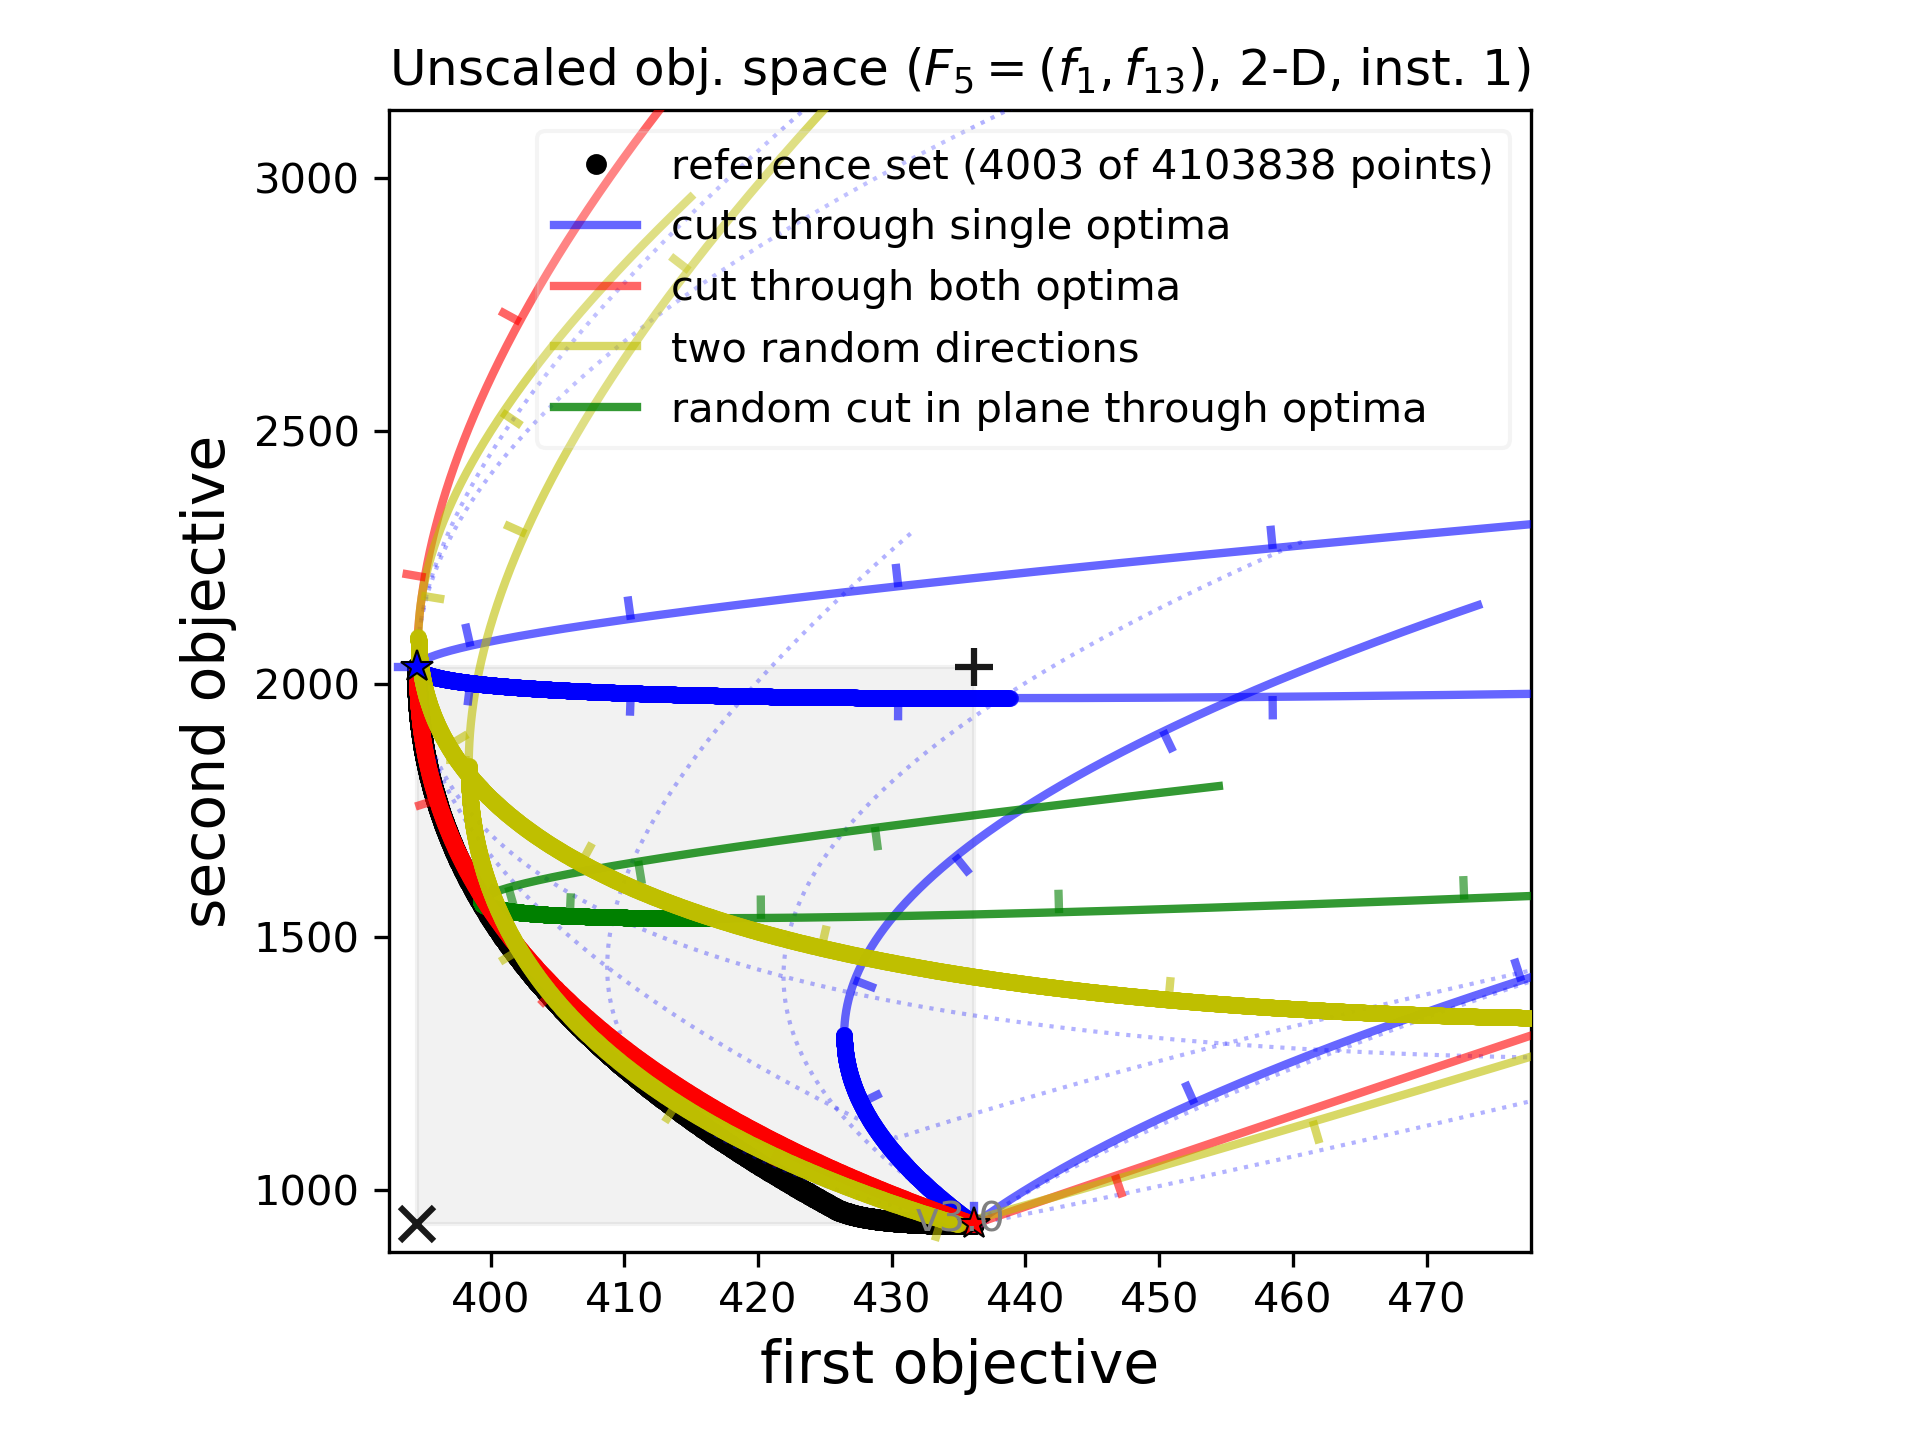 Unscaled obj. space (F₅ = (f₁, f₁₃), 2-D, inst. 1)
reference set (4003 of 4103838 points)
cuts through single optima
cut through both optima
two random directions
random cut in plane through optima
3000
2500
2000
1500
1000
second objective
v3.0
400 410 420 430 440 450 460 470
first objective